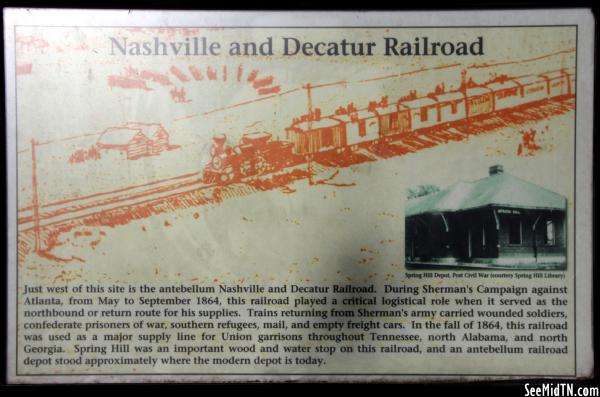 Nashville and Decatur Railroad
SPRING HILL
Spring Hill Depot, Post Civil War (courtesy Spring Hill Library)
Just west of this site is the antebellum Nashville and Decatur Railroad. During Sherman's Campaign against
Atlanta, from May to September 1864, this railroad played a critical logistical role when it served as the
northbound or return route for his supplies. Trains returning from Sherman's army carried wounded soldiers,
confederate prisoners of war, southern refugees, mail, and empty freight cars. In the fall of 1864, this railroad
was used as a major supply line for Union garrisons throughout Tennessee, north Alabama, and north
Georgia. Spring Hill was an important wood and water stop on this railroad, and an antebellum railroad
depot stood approximately where the modern depot is today.
SeeMidTN.com